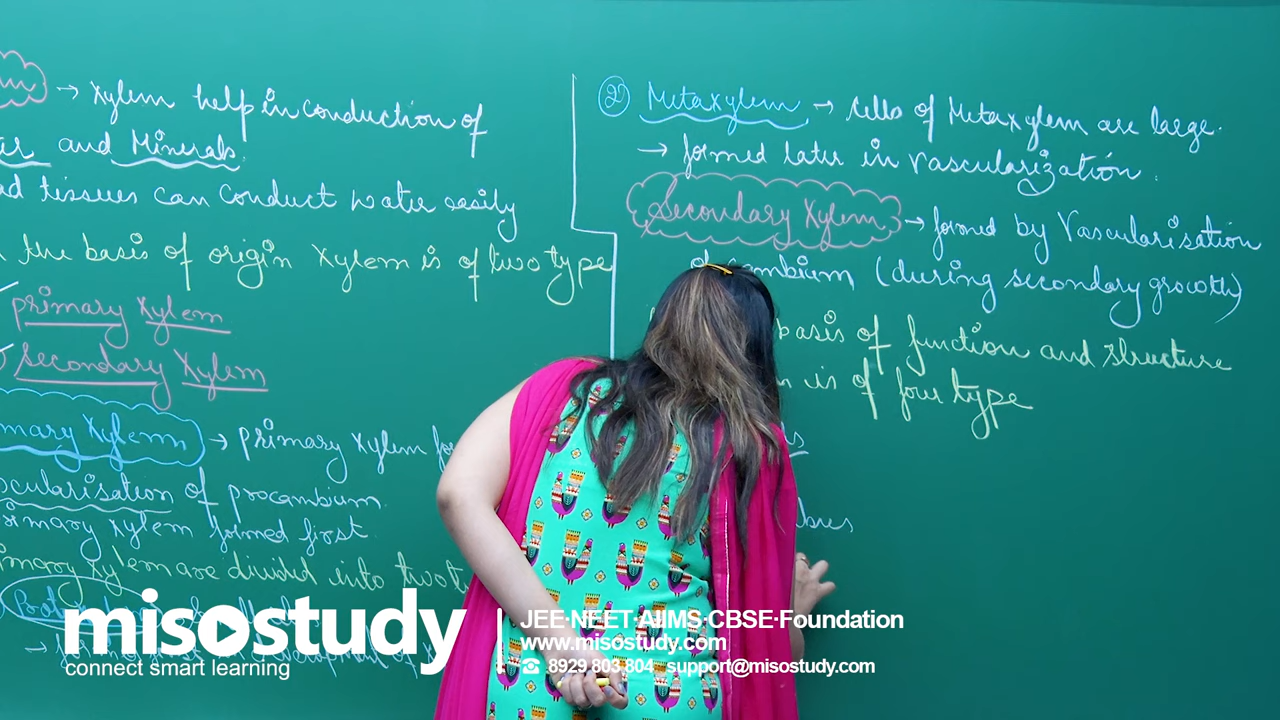 → Xylem help in conduction of
and Minerals.
tissues can conduct water easily
the basis of origin Xylem is of two type
primary Xylem
secondary Xylem
Xylem → primary Xylem
of procambium.
xylem formed first.
xylem are divided into two
② Metaxylem → cells of Metaxylem are large.
→ formed later in vascularization.
Secondary Xylem → formed by Vascularisation
of cambium (during secondary growth)
basis of function and structure
is of four type
misostudy
connect smart learning
JEE·NEET·AIIMS·CBSE·Foundation
www.misostudy.com
8929 803 804 support@misostudy.com